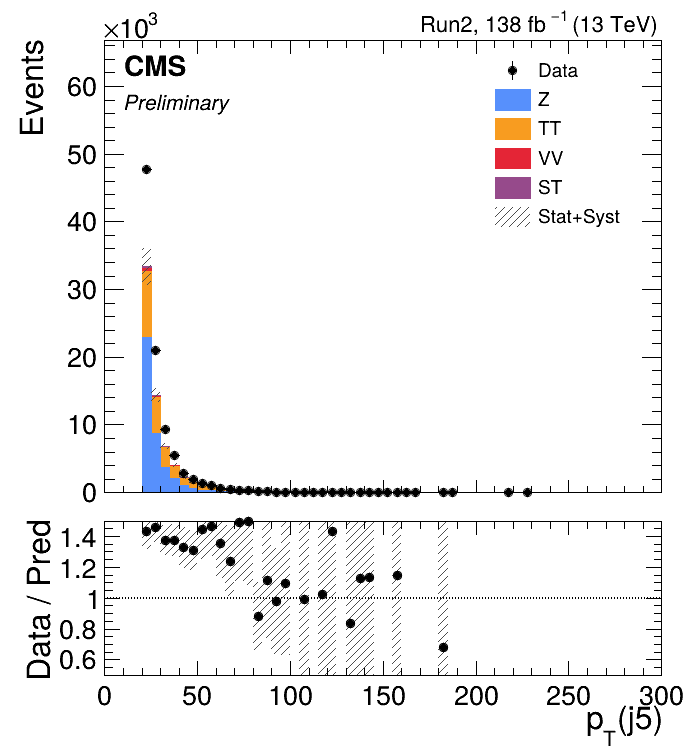 ×10³
Run2, 138 fb⁻¹ (13 TeV)
CMS
Preliminary
Events
60
50
40
30
20
10
0
Data
Z
TT
VV
ST
Stat+Syst
Data / Pred
1.4
1.2
1
0.8
0.6
0 50 100 150 200 250 300
p_T(j5)